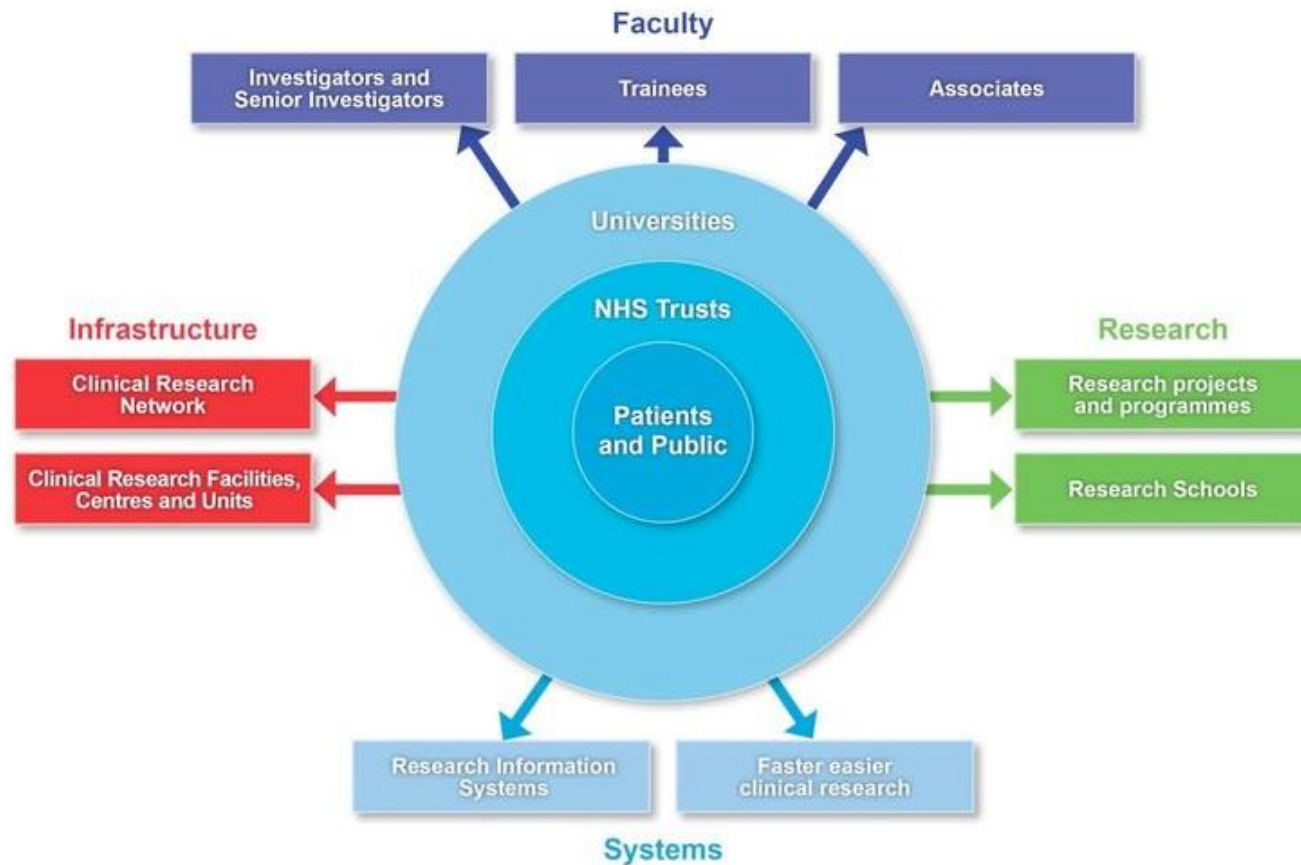 Faculty
Investigators and
Senior Investigators
Trainees
Associates
Universities
NHS Trusts
Patients
and Public
Infrastructure
Clinical Research
Network
Clinical Research Facilities,
Centres and Units
Research
Research projects
and programmes
Research Schools
Research Information
Systems
Faster easier
clinical research
Systems